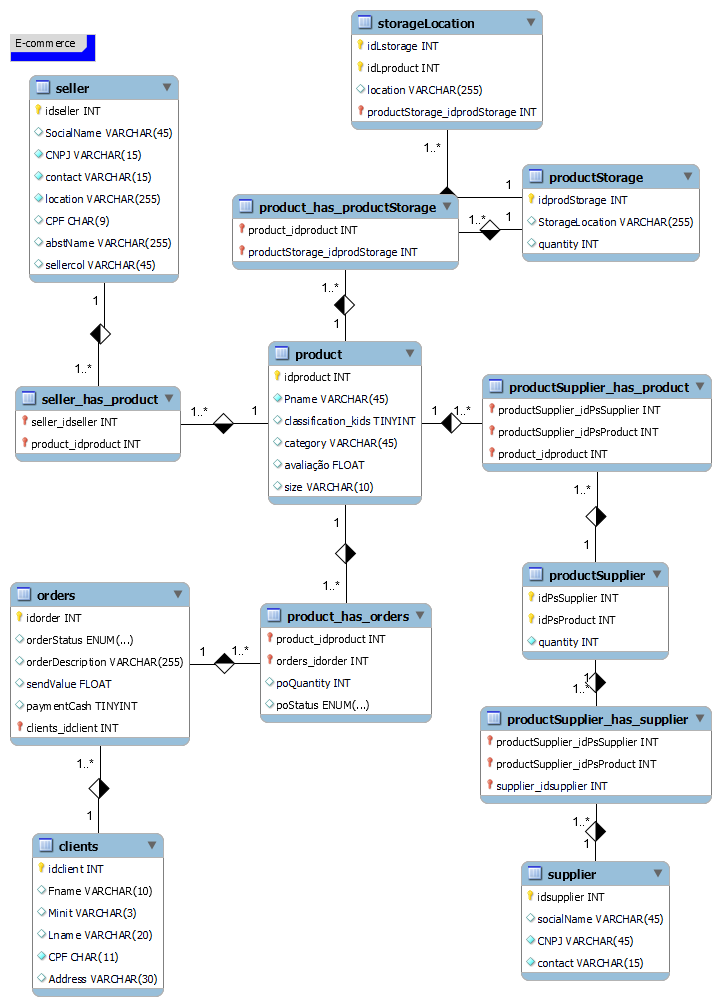 E-commerce
storageLocation
idLstorage INT
idLproduct INT
location VARCHAR(255)
productStorage_idprodStorage INT
seller
idseller INT
SocialName VARCHAR(45)
CNPJ VARCHAR(15)
contact VARCHAR(15)
location VARCHAR(255)
CPF CHAR(9)
abstName VARCHAR(255)
sellercol VARCHAR(45)
1..*
1
productStorage
idprodStorage INT
StorageLocation VARCHAR(255)
quantity INT
product_has_productStorage
product_idproduct INT
productStorage_idprodStorage INT
1..*
1
1..*
1
1
1..*
product
idproduct INT
Pname VARCHAR(45)
classification_kids TINYINT
category VARCHAR(45)
avaliação FLOAT
size VARCHAR(10)
seller_has_product
seller_idseller INT
product_idproduct INT
1..*
1
1
1..*
productSupplier_has_product
productSupplier_idPsSupplier INT
productSupplier_idPsProduct INT
product_idproduct INT
1..*
1
1
1..*
productSupplier
idPsSupplier INT
idPsProduct INT
quantity INT
orders
idorder INT
orderStatus ENUM(...)
orderDescription VARCHAR(255)
sendValue FLOAT
paymentCash TINYINT
clients_idclient INT
1
1..*
product_has_orders
product_idproduct INT
orders_idorder INT
poQuantity INT
poStatus ENUM(...)
1
1..*
productSupplier_has_supplier
productSupplier_idPsSupplier INT
productSupplier_idPsProduct INT
supplier_idsupplier INT
1..*
1
1..*
1
clients
idclient INT
Fname VARCHAR(10)
Minit VARCHAR(3)
Lname VARCHAR(20)
CPF CHAR(11)
Address VARCHAR(30)
supplier
idsupplier INT
socialName VARCHAR(45)
CNPJ VARCHAR(45)
contact VARCHAR(15)